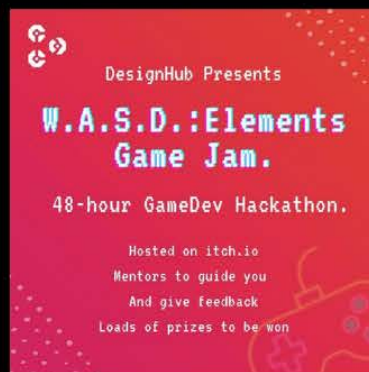 DesignHub Presents
W.A.S.D.:Elements
Game Jam.
48-hour GameDev Hackathon.
Hosted on itch.io
Mentors to guide you
And give feedback
Loads of prizes to be won